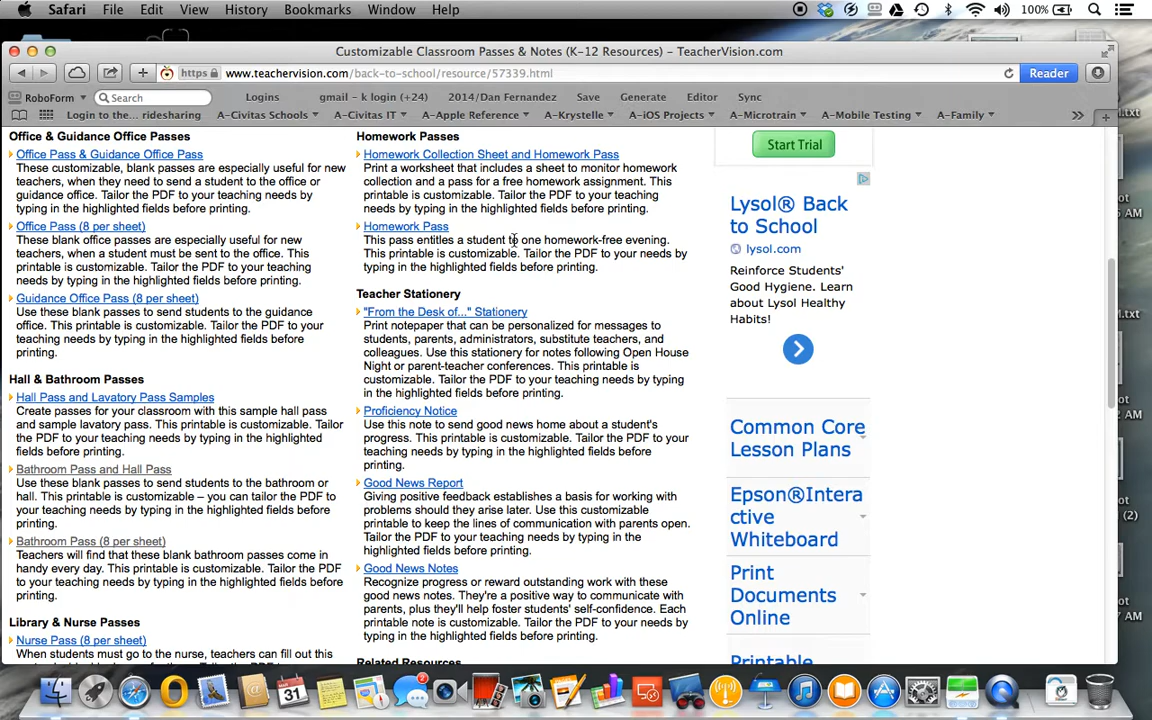 Safari File Edit View History Bookmarks Window Help 100%
Customizable Classroom Passes & Notes (K-12 Resources) - TeacherVision.com
https www.teachervision.com/back-to-school/resource/57339.html Reader
RoboForm Search Logins gmail - k login (+24) 2014/Dan Fernandez Save Generate Editor Sync
Login to the... ridesharing A-Civitas Schools A-Civitas IT A-Apple Reference A-Krystelle A-iOS Projects A-Microtrain A-Mobile Testing A-Family
Office & Guidance Office Passes
Office Pass & Guidance Office Pass
These customizable, blank passes are especially useful for new
teachers, when they need to send a student to the office or
guidance office. Tailor the PDF to your teaching needs by
typing in the highlighted fields before printing.
Office Pass (8 per sheet)
These blank office passes are especially useful for new
teachers, when a student must be sent to the office. This
printable is customizable. Tailor the PDF to your teaching
needs by typing in the highlighted fields before printing.
Guidance Office Pass (8 per sheet)
Use these blank passes to send students to the guidance
office. This printable is customizable. Tailor the PDF to your
teaching needs by typing in the highlighted fields before
printing.
Hall & Bathroom Passes
Hall Pass and Lavatory Pass Samples
Create passes for your classroom with this sample hall pass
and sample lavatory pass. This printable is customizable. Tailor
the PDF to your teaching needs by typing in the highlighted
fields before printing.
Bathroom Pass and Hall Pass
Use these blank passes to send students to the bathroom or
hall. This printable is customizable – you can tailor the PDF to
your teaching needs by typing in the highlighted fields before
printing.
Bathroom Pass (8 per sheet)
Teachers will find that these blank bathroom passes come in
handy every day. This printable is customizable. Tailor the PDF
to your teaching needs by typing in the highlighted fields before
printing.
Library & Nurse Passes
Nurse Pass (8 per sheet)
When students must go to the nurse, teachers can fill out this
Homework Passes
Homework Collection Sheet and Homework Pass
Print a worksheet that includes a sheet to monitor homework
collection and a pass for a free homework assignment. This
printable is customizable. Tailor the PDF to your teaching
needs by typing in the highlighted fields before printing.
Homework Pass
This pass entitles a student to one homework-free evening.
This printable is customizable. Tailor the PDF to your needs by
typing in the highlighted fields before printing.
Teacher Stationery
"From the Desk of..." Stationery
Print notepaper that can be personalized for messages to
students, parents, administrators, substitute teachers, and
colleagues. Use this stationery for notes following Open House
Night or parent-teacher conferences. This printable is
customizable. Tailor the PDF to your teaching needs by typing
in the highlighted fields before printing.
Proficiency Notice
Use this note to send good news home about a student's
progress. This printable is customizable. Tailor the PDF to your
teaching needs by typing in the highlighted fields before
printing.
Good News Report
Giving positive feedback establishes a basis for working with
problems should they arise later. Use this customizable
printable to keep the lines of communication with parents open.
Tailor the PDF to your teaching needs by typing in the
highlighted fields before printing.
Good News Notes
Recognize progress or reward outstanding work with these
good news notes. They're a positive way to communicate with
parents, plus they'll help foster students' self-confidence. Each
printable note is customizable. Tailor the PDF to your teaching
needs by typing in the highlighted fields before printing.
Related Resources
Start Trial
Lysol® Back
to School
lysol.com
Reinforce Students'
Good Hygiene. Learn
about Lysol Healthy
Habits!
Common Core
Lesson Plans
Epson®Intera
ctive
Whiteboard
Print
Documents
Online
Printable
.txt
ot
AM
M.txt
ot
AM
ot
(2)
ot
AM
31
2